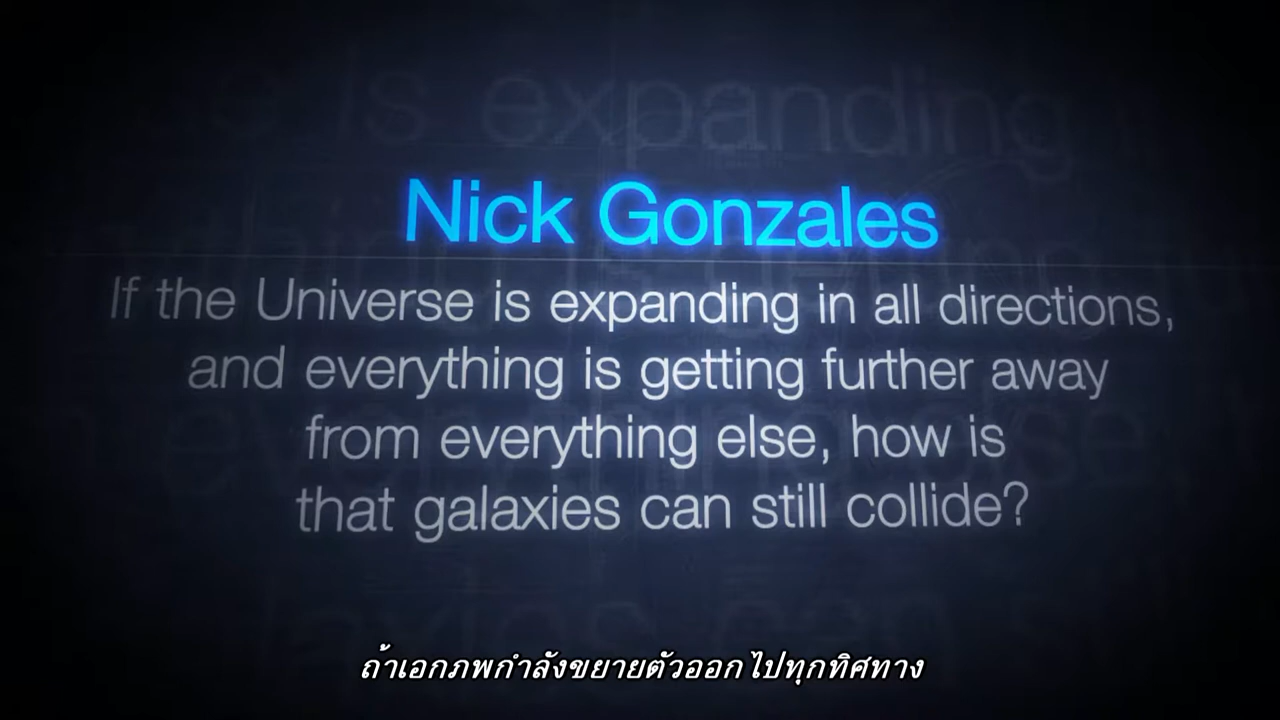 Nick Gonzales
If the Universe is expanding in all directions,
and everything is getting further away
from everything else, how is
that galaxies can still collide?
ถ้าเอกภพกำลังขยายตัวออกไปทุกทิศทาง